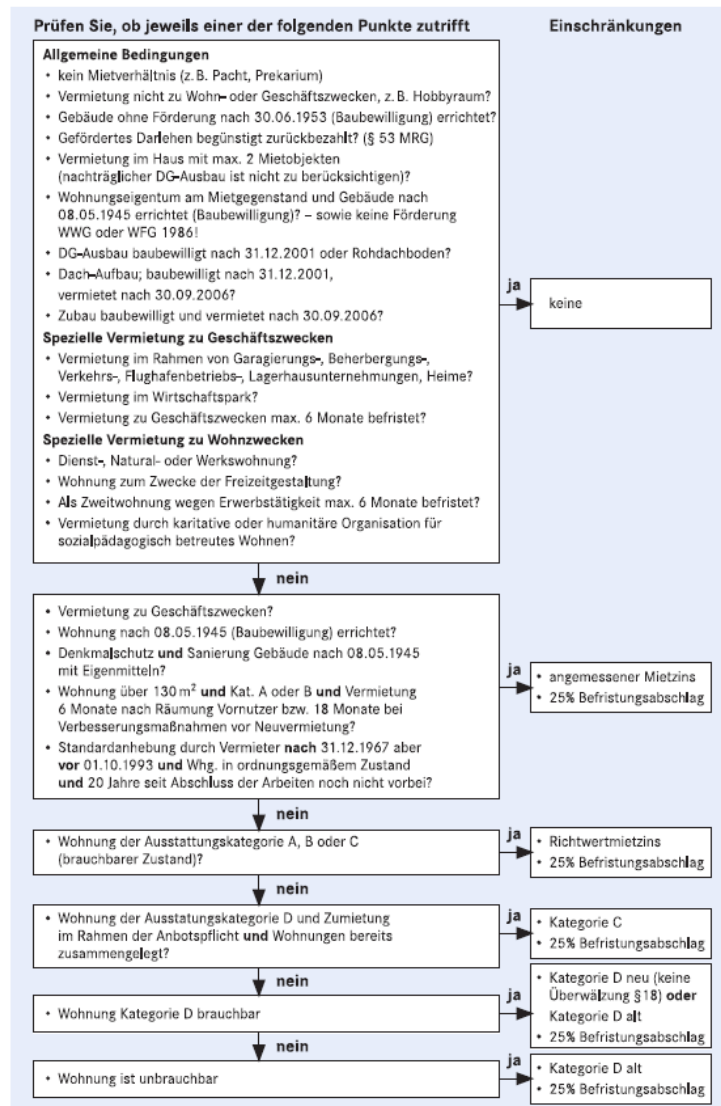 Prüfen Sie, ob jeweils einer der folgenden Punkte zutrifft
Einschränkungen
Allgemeine Bedingungen
• kein Mietverhältnis (z. B. Pacht, Prekarium)
• Vermietung nicht zu Wohn- oder Geschäftszwecken, z. B. Hobbyraum?
• Gebäude ohne Förderung nach 30.06.1953 (Baubewilligung) errichtet?
• Gefördertes Darlehen begünstigt zurückbezahlt? (§ 53 MRG)
• Vermietung im Haus mit max. 2 Mietobjekten
(nachträglicher DG-Ausbau ist nicht zu berücksichtigen)?
• Wohnungseigentum am Mietgegenstand und Gebäude nach
08.05.1945 errichtet (Baubewilligung)? – sowie keine Förderung
WWG oder WFG 1986!
• DG-Ausbau baubewilligt nach 31.12.2001 oder Rohdachboden?
• Dach-Aufbau; baubewilligt nach 31.12.2001,
vermietet nach 30.09.2006?
• Zubau baubewilligt und vermietet nach 30.09.2006?
Spezielle Vermietung zu Geschäftszwecken
• Vermietung im Rahmen von Garagierungs-, Beherbergungs-,
Verkehrs-, Flughafenbetriebs-, Lagerhausunternehmungen, Heime?
• Vermietung im Wirtschaftspark?
• Vermietung zu Geschäftszwecken max. 6 Monate befristet?
Spezielle Vermietung zu Wohnzwecken
• Dienst-, Natural- oder Werkswohnung?
• Wohnung zum Zwecke der Freizeitgestaltung?
• Als Zweitwohnung wegen Erwerbstätigkeit max. 6 Monate befristet?
• Vermietung durch karitative oder humanitäre Organisation für
sozialpädagogisch betreutes Wohnen?
ja
keine
nein
• Vermietung zu Geschäftszwecken?
• Wohnung nach 08.05.1945 (Baubewilligung) errichtet?
• Denkmalschutz und Sanierung Gebäude nach 08.05.1945
mit Eigenmitteln?
• Wohnung über 130 m² und Kat. A oder B und Vermietung
6 Monate nach Räumung Vornutzer bzw. 18 Monate bei
Verbesserungsmaßnahmen vor Neuvermietung?
• Standardanhebung durch Vermieter nach 31.12.1967 aber
vor 01.10.1993 und Whg. in ordnungsgemäßem Zustand
und 20 Jahre seit Abschluss der Arbeiten noch nicht vorbei?
ja
• angemessener Mietzins
• 25% Befristungsabschlag
nein
• Wohnung der Ausstattungskategorie A, B oder C
(brauchbarer Zustand)?
ja
• Richtwertmietzins
• 25% Befristungsabschlag
nein
• Wohnung der Ausstatungskategorie D und Zumietung
im Rahmen der Anbotspflicht und Wohnungen bereits
zusammengelegt?
ja
• Kategorie C
• 25% Befristungsabschlag
nein
• Wohnung Kategorie D brauchbar
ja
• Kategorie D neu (keine
Überwälzung § 18) oder
Kategorie D alt
• 25% Befristungsabschlag
nein
• Wohnung ist unbrauchbar
ja
• Kategorie D alt
• 25% Befristungsabschlag